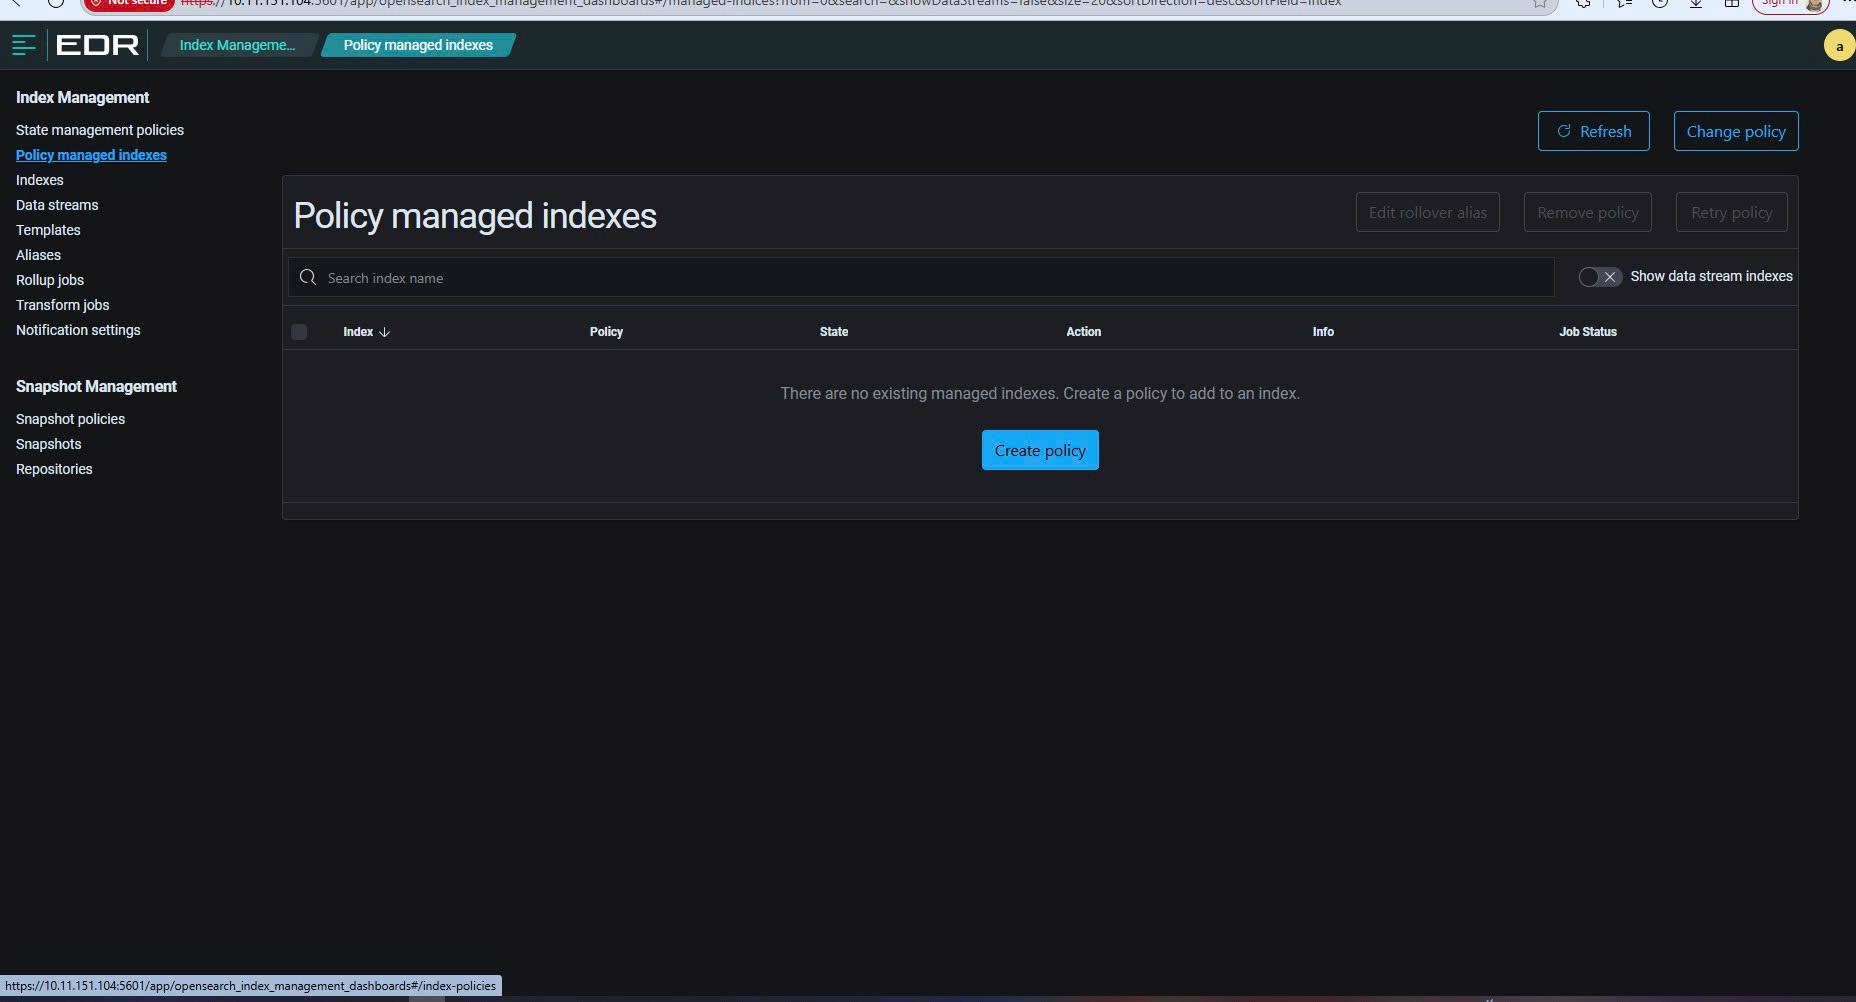 Not secure https://10.11.151.104:5601/app/opensearch_index_management_dashboards#/managed-indices?from=0&search=&showDataStreams=false&size=20&sortDirection=desc&sortField=index Sign in
EDR Index Manageme... Policy managed indexes a
Index Management
State management policies
Policy managed indexes
Indexes
Data streams
Templates
Aliases
Rollup jobs
Transform jobs
Notification settings
Snapshot Management
Snapshot policies
Snapshots
Repositories
Refresh Change policy
Policy managed indexes Edit rollover alias Remove policy Retry policy
Search index name Show data stream indexes
Index Policy State Action Info Job Status
There are no existing managed indexes. Create a policy to add to an index.
Create policy
https://10.11.151.104:5601/app/opensearch_index_management_dashboards#/index-policies